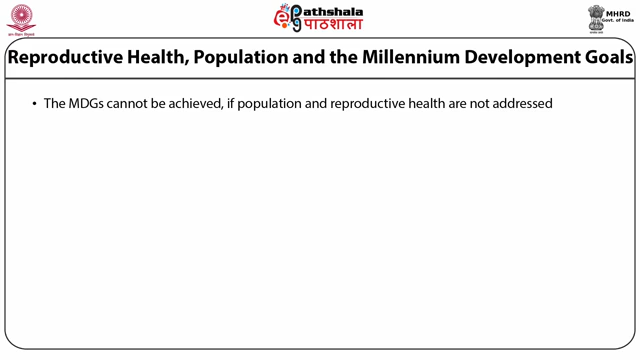 ePathshala
पाठशाला
MHRD
Govt. of India
Reproductive Health, Population and the Millennium Development Goals
• The MDGs cannot be achieved, if population and reproductive health are not addressed